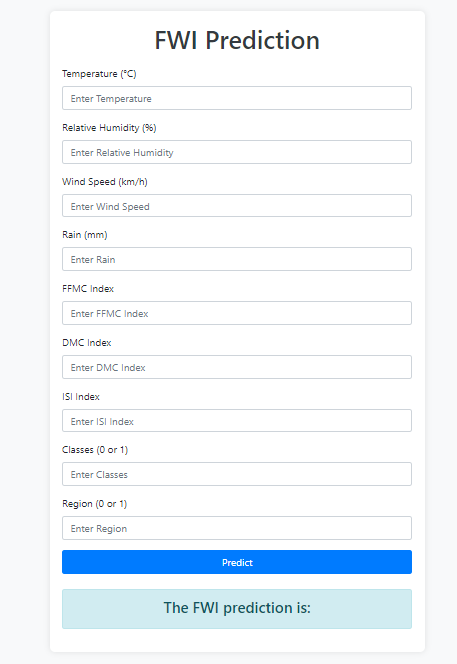 FWI Prediction
Temperature (°C)
Enter Temperature
Relative Humidity (%)
Enter Relative Humidity
Wind Speed (km/h)
Enter Wind Speed
Rain (mm)
Enter Rain
FFMC Index
Enter FFMC Index
DMC Index
Enter DMC Index
ISI Index
Enter ISI Index
Classes (0 or 1)
Enter Classes
Region (0 or 1)
Enter Region
Predict
The FWI prediction is: